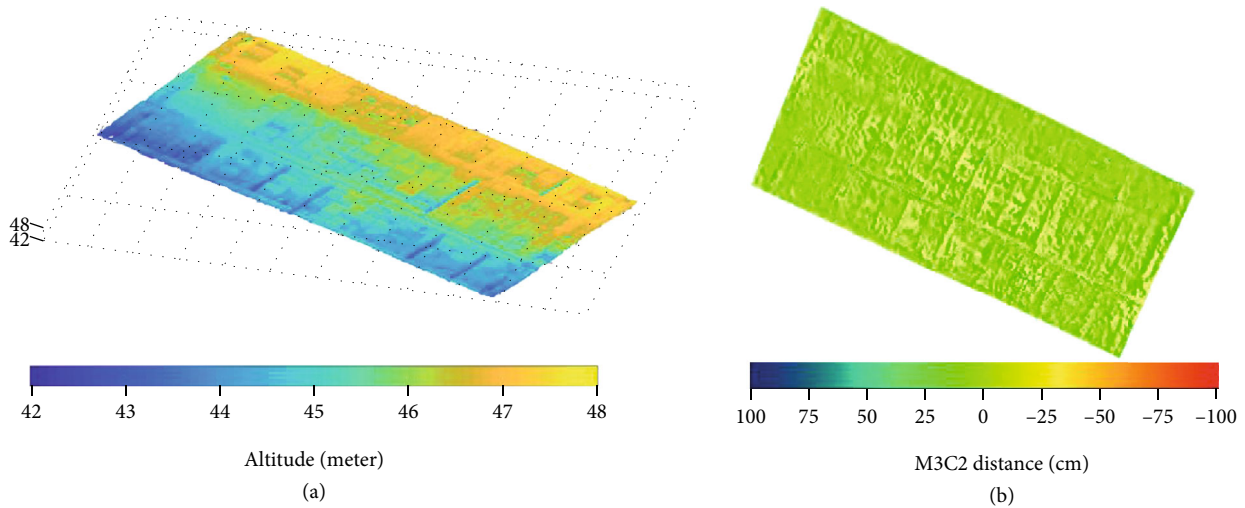 48
42
42 43 44 45 46 47 48
Altitude (meter)
(a)
100 75 50 25 0 –25 –50 –75 –100
M3C2 distance (cm)
(b)